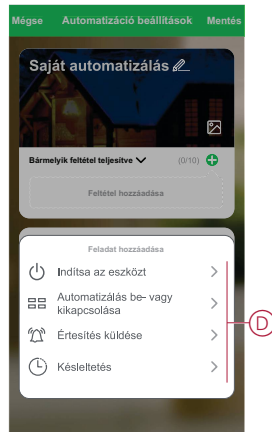 Mégse Automatizáció beállítások Mentés
Saját automatizálás
Bármelyik feltétel teljesítve (0/10)
Feltétel hozzáadása
Feladat hozzáadása
Indítsa az eszközt
Automatizálás be- vagy
kikapcsolása
Értesítés küldése
Késleltetés
D